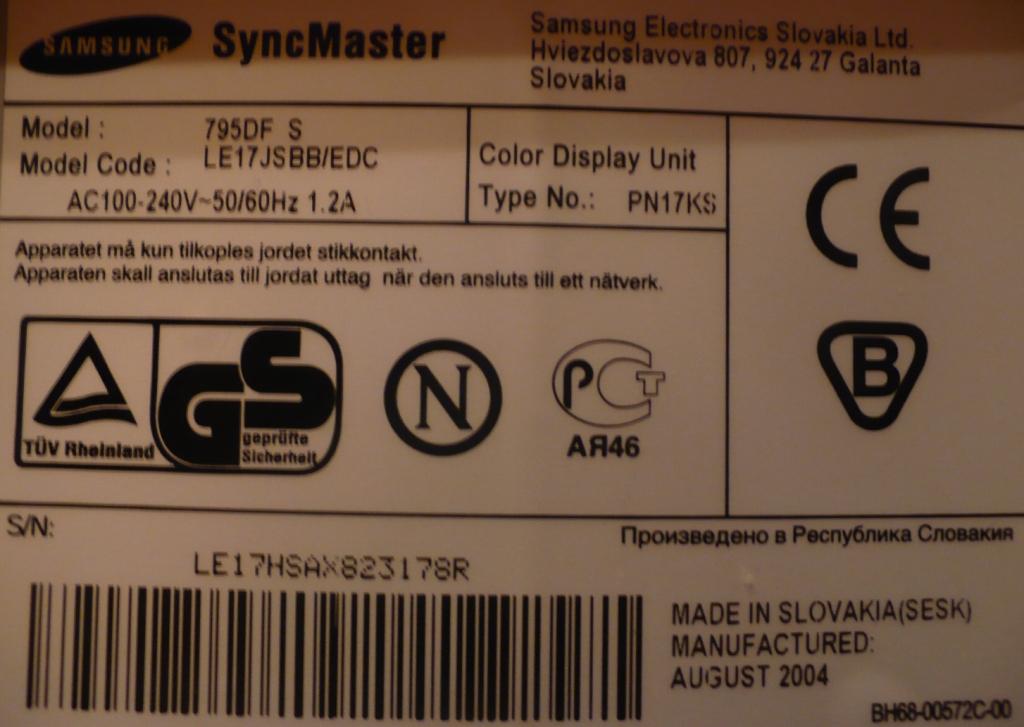 SAMSUNG SyncMaster
Samsung Electronics Slovakia Ltd.
Hviezdoslavova 807, 924 27 Galanta
Slovakia
Model : 795DF S
Model Code : LE17JSBB/EDC
AC100-240V~50/60Hz 1.2A
Color Display Unit
Type No.: PN17KS
CE
Apparatet må kun tilkoples jordet stikkontakt.
Apparaten skall anslutas till jordat uttag när den ansluts till ett nätverk.
TÜV Rheinland
GS
geprüfte
Sicherheit
N
РСТ
АЯ46
B
S/N:
LE17HSAX823178R
Произведено в Республика Словакия
MADE IN SLOVAKIA(SESK)
MANUFACTURED:
AUGUST 2004
BH68-00572C-00